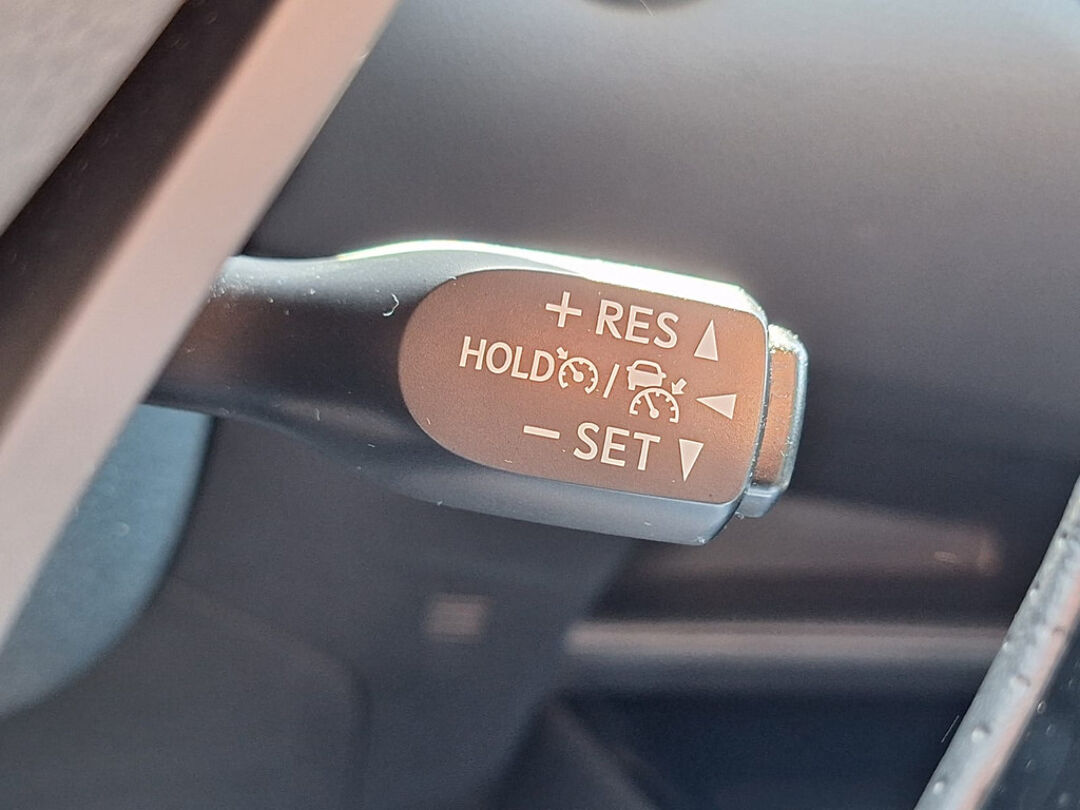 + RES
HOLD /
- SET